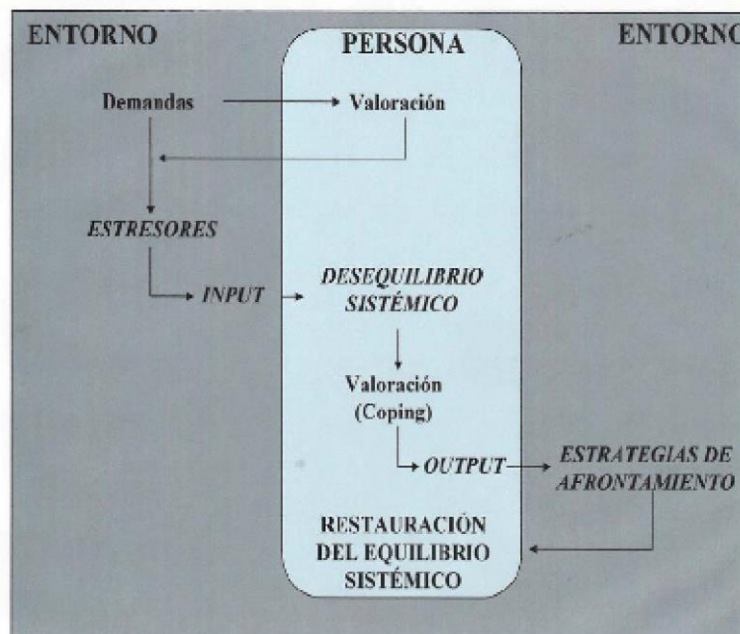 ENTORNO
PERSONA
ENTORNO
Demandas
Valoración
ESTRESORES
INPUT
DESEQUILIBRIO
SISTÉMICO
Valoración
(Coping)
OUTPUT
ESTRATEGIAS DE
AFRONTAMIENTO
RESTAURACIÓN
DEL EQUILIBRIO
SISTÉMICO